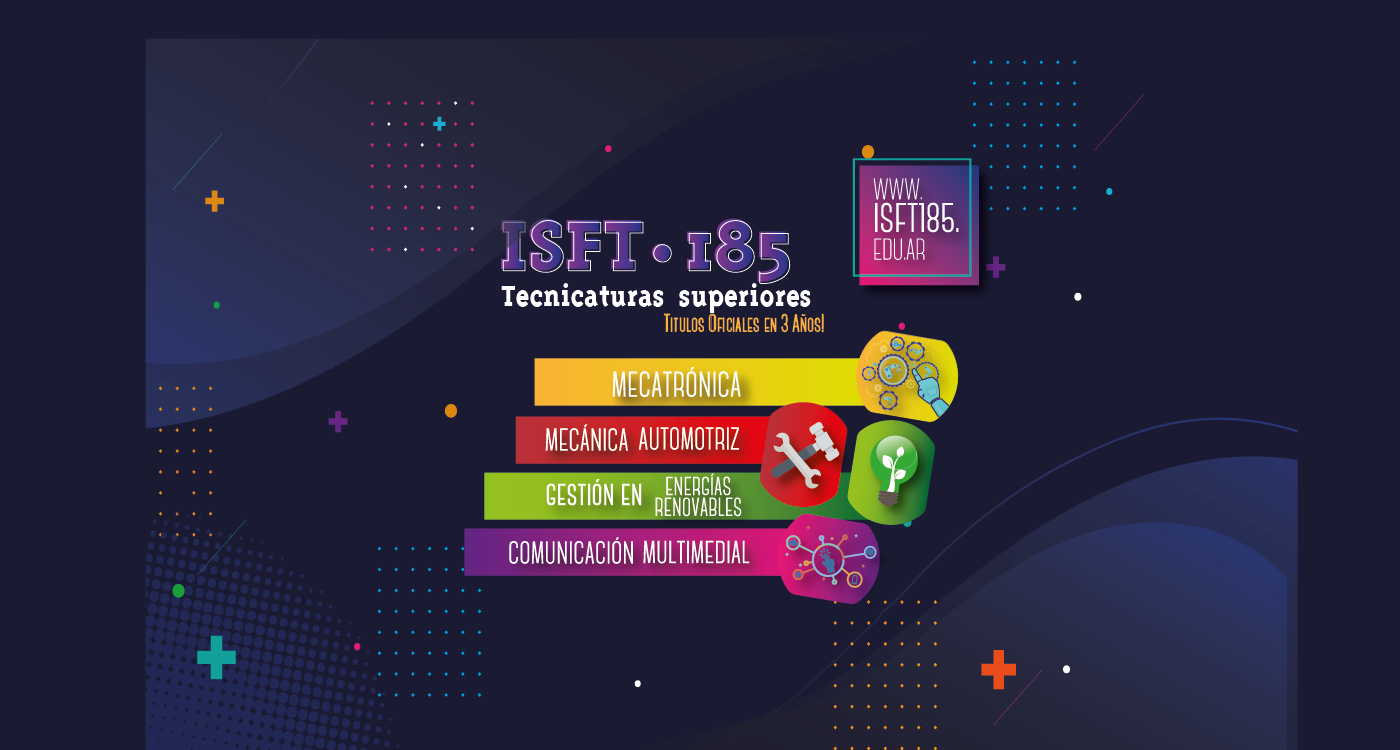 WWW.
ISFT185.
EDU.AR
ISFT·185
Tecnicaturas superiores
Titulos Oficiales en 3 Años!
MECATRÓNICA
MECÁNICA AUTOMOTRIZ
GESTIÓN EN ENERGÍAS
RENOVABLES
COMUNICACIÓN MULTIMEDIAL